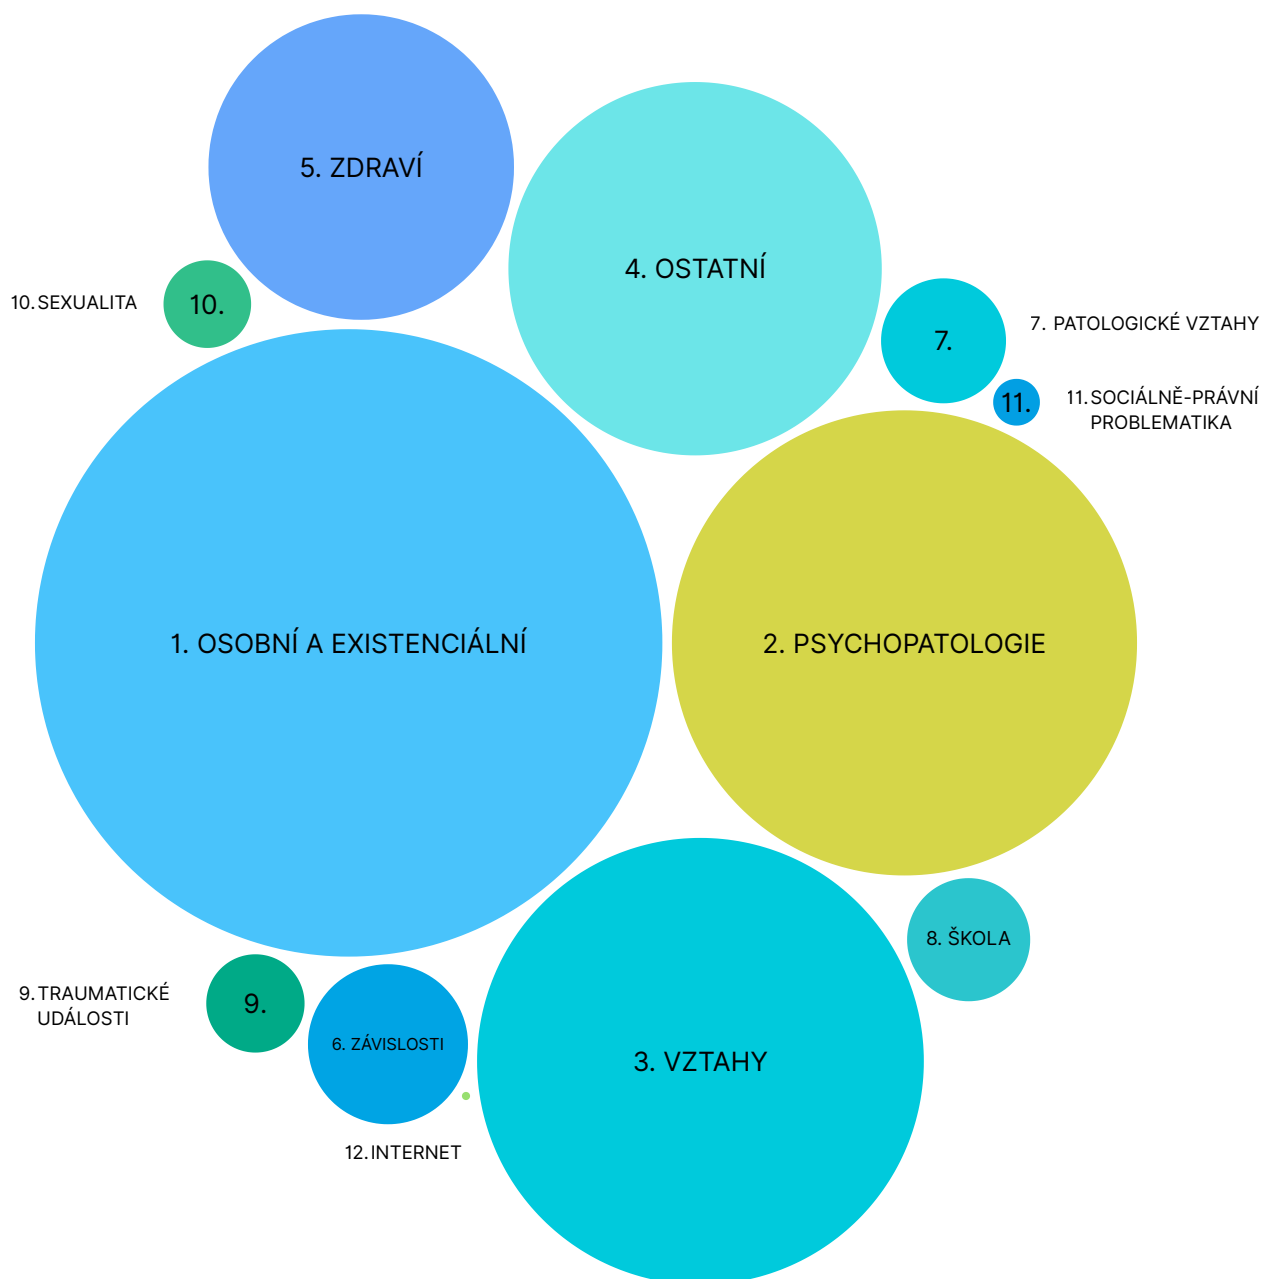 5. ZDRAVÍ
4. OSTATNÍ
10. SEXUALITA
10.
7. PATOLOGICKÉ VZTAHY
7.
11. SOCIÁLNĚ-PRÁVNÍ
PROBLEMATIKA
11.
1. OSOBNÍ A EXISTENCIÁLNÍ
2. PSYCHOPATOLOGIE
8. ŠKOLA
9. TRAUMATICKÉ
UDÁLOSTI
9.
6. ZÁVISLOSTI
3. VZTAHY
12. INTERNET